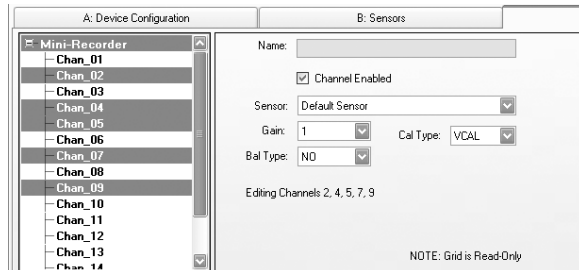 A: Device Configuration
B: Sensors
Mini-Recorder
Chan_01
Chan_02
Chan_03
Chan_04
Chan_05
Chan_06
Chan_07
Chan_08
Chan_09
Chan_10
Chan_11
Chan_12
Chan_13
Chan_14
Name:
Channel Enabled
Sensor: Default Sensor
Gain: 1 Cal Type: VCAL
Bal Type: NO
Editing Channels 2, 4, 5, 7, 9
NOTE: Grid is Read-Only